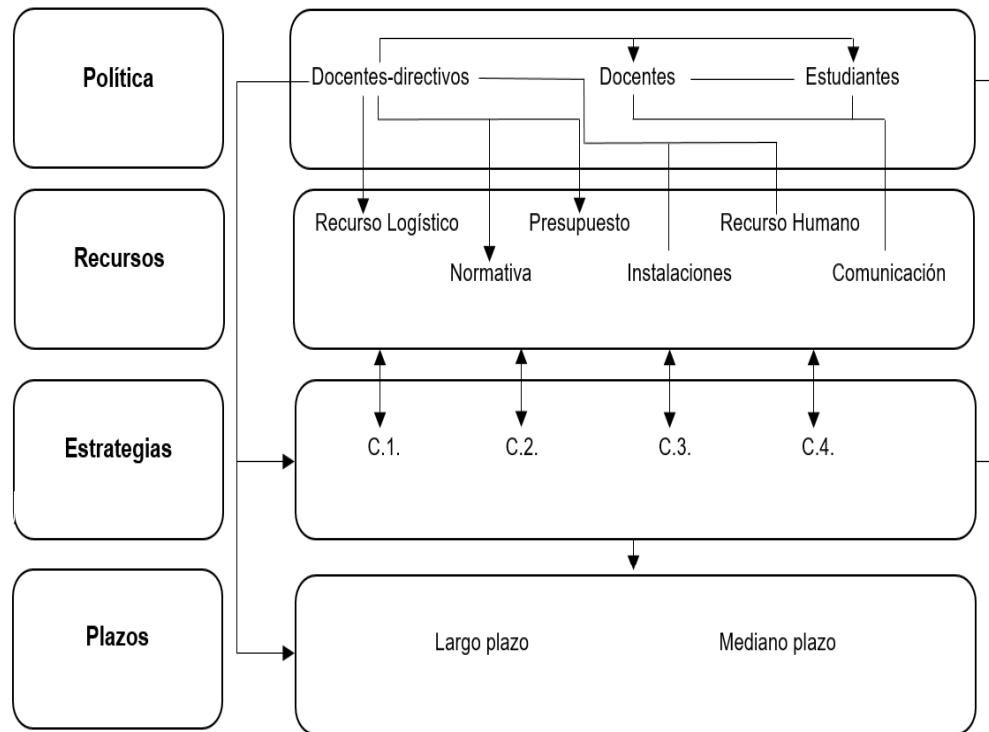 Política
Docentes-directivos
Docentes
Estudiantes
Recursos
Recurso Logístico
Presupuesto
Recurso Humano
Normativa
Instalaciones
Comunicación
Estrategias
C.1.
C.2.
C.3.
C.4.
Plazos
Largo plazo
Mediano plazo